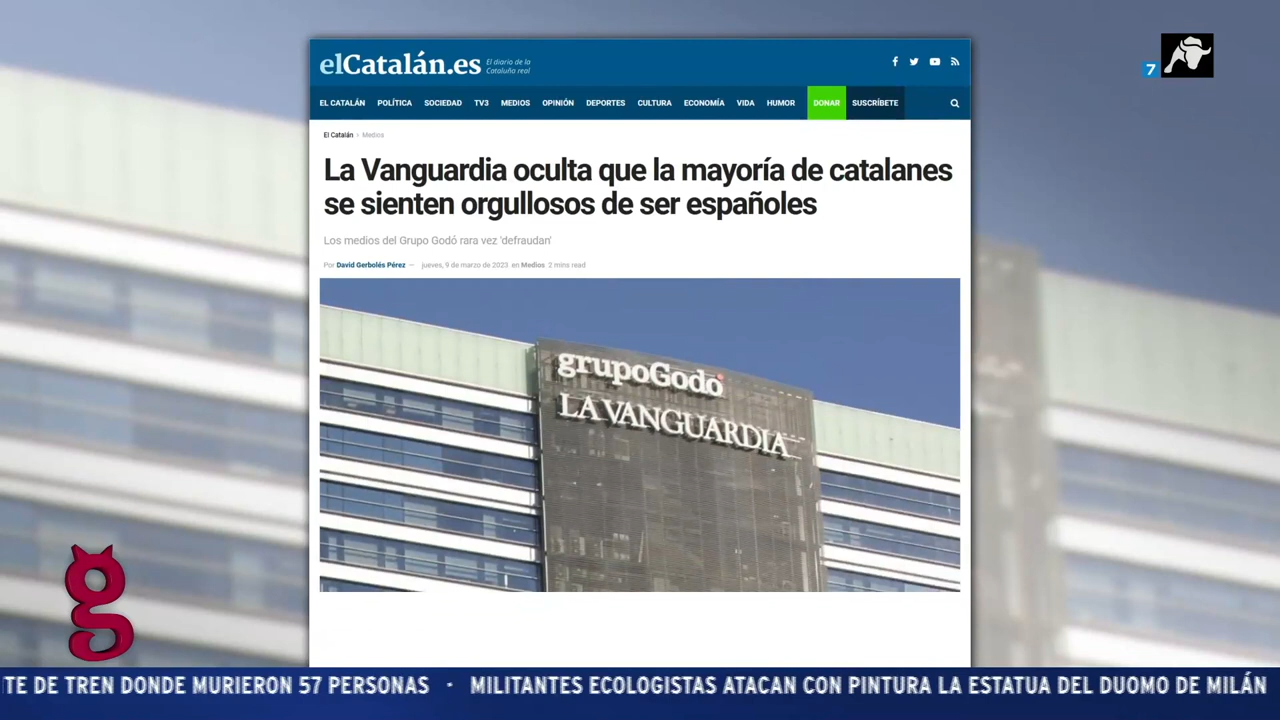 elCatalán.es
El diario de la
Cataluña real
7
EL CATALÁN POLÍTICA SOCIEDAD TV3 MEDIOS OPINIÓN DEPORTES CULTURA ECONOMÍA VIDA HUMOR DONAR SUSCRÍBETE
El Catalán › Medios
La Vanguardia oculta que la mayoría de catalanes
se sienten orgullosos de ser españoles
Los medios del Grupo Godó rara vez 'defraudan'
Por David Gerbolés Pérez — jueves, 9 de marzo de 2023 en Medios 2 mins read
grupoGodó
LA VANGUARDIA
g
TE DE TREN DONDE MURIERON 57 PERSONAS · MILITANTES ECOLOGISTAS ATACAN CON PINTURA LA ESTATUA DEL DUOMO DE MILÁN